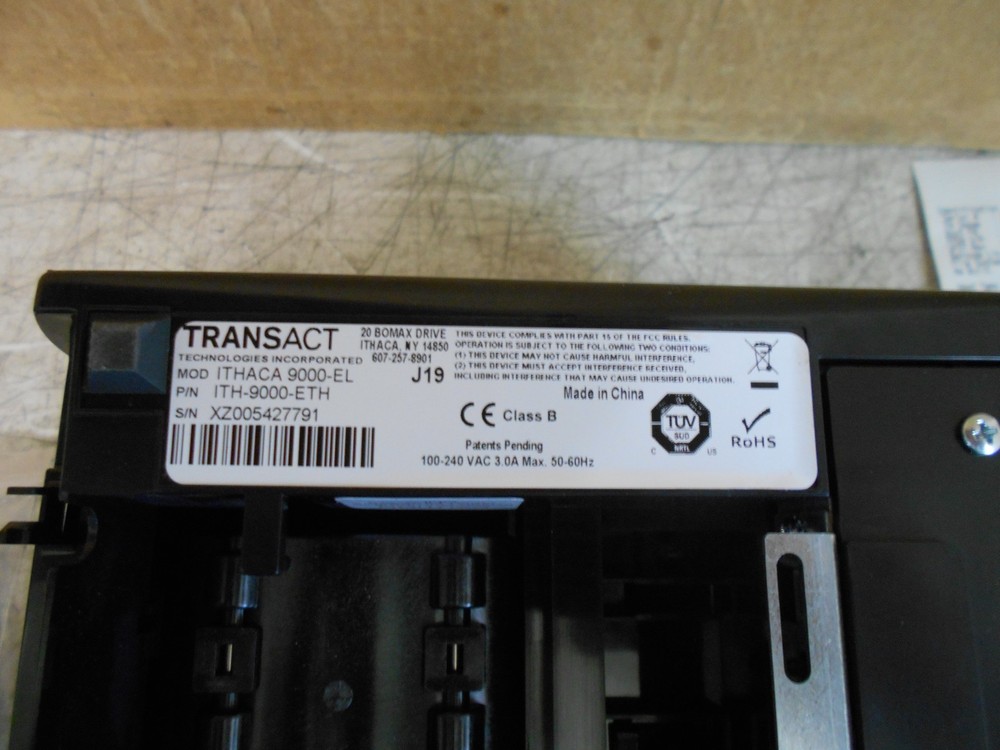 TRANSACT
TECHNOLOGIES INCORPORATED
20 BOMAX DRIVE
ITHACA, NY 14850
607-257-8901
J19
MOD ITHACA 9000-EL
P/N ITH-9000-ETH
S/N XZ005427791
THIS DEVICE COMPLIES WITH PART 15 OF THE FCC RULES.
OPERATION IS SUBJECT TO THE FOLLOWING TWO CONDITIONS:
(1) THIS DEVICE MAY NOT CAUSE HARMFUL INTERFERENCE,
(2) THIS DEVICE MUST ACCEPT INTERFERENCE RECEIVED,
INCLUDING INTERFERENCE THAT MAY CAUSE UNDESIRED OPERATION.
Made in China
CE Class B
Patents Pending
100-240 VAC 3.0A Max. 50-60Hz
TUV
SUD
NRTL
C US
RoHS